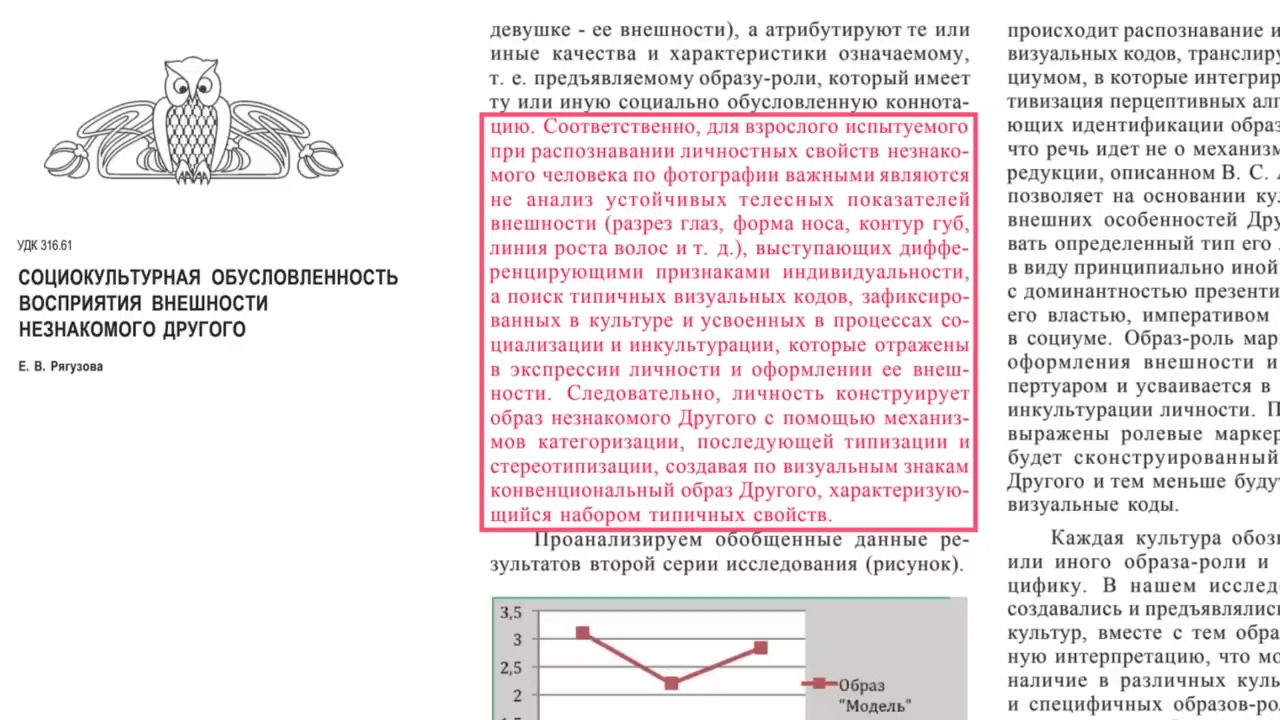 УДК 316.61
СОЦИОКУЛЬТУРНАЯ ОБУСЛОВЛЕННОСТЬ
ВОСПРИЯТИЯ ВНЕШНОСТИ
НЕЗНАКОМОГО ДРУГОГО
Е. В. Рягузова
девушке - ее внешности), а атрибутируют те или
иные качества и характеристики означаемому,
т. е. предъявляемому образу-роли, который имеет
ту или иную социально обусловленную коннота-
цию. Соответственно, для взрослого испытуемого
при распознавании личностных свойств незнако-
мого человека по фотографии важными являются
не анализ устойчивых телесных показателей
внешности (разрез глаз, форма носа, контур губ,
линия роста волос и т. д.), выступающих диффе-
ренцирующими признаками индивидуальности,
а поиск типичных визуальных кодов, зафиксиро-
ванных в культуре и усвоенных в процессах со-
циализации и инкультурации, которые отражены
в экспрессии личности и оформлении ее внеш-
ности. Следовательно, личность конструирует
образ незнакомого Другого с помощью механиз-
мов категоризации, последующей типизации и
стереотипизации, создавая по визуальным знакам
конвенциональный образ Другого, характеризую-
щийся набором типичных свойств.
Проанализируем обобщенные данные ре-
зультатов второй серии исследования (рисунок).
3,5
3
2,5
2
Образ
"Модель"
происходит распознавание и
визуальных кодов, транслиру
циумом, в которые интегрир
тивизация перцептивных алг
ющих идентификации образ
что речь идет не о механизм
редукции, описанном В. С.
позволяет на основании кул
внешних особенностей Дру
вать определенный тип его
в виду принципиально иной
с доминантностью презенти
его властью, императивом
в социуме. Образ-роль мар
оформления внешности и
пертуаром и усваивается в
инкультурации личности. П
выражены ролевые маркер
будет сконструированный
Другого и тем меньше буду
визуальные коды.
Каждая культура обозн
или иного образа-роли и
цифику. В нашем исслед
создавались и предъявлялись
культур, вместе с тем обра
ную интерпретацию, что мо
наличие в различных куль
и специфичных образов-ро